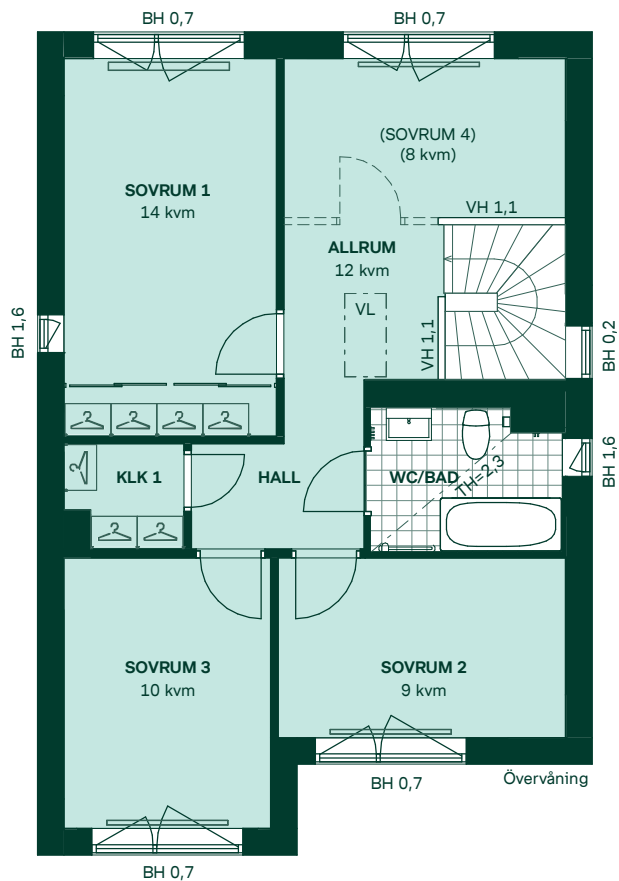 BH 0,7
BH 0,7
(SOVRUM 4)
(8 kvm)
SOVRUM 1
14 kvm
VH 1,1
ALLRUM
12 kvm
VL
VH 1,1
BH 1,6
BH 0,2
BH 1,6
KLK 1
HALL
WC/BAD
TH=2,3
SOVRUM 3
10 kvm
SOVRUM 2
9 kvm
Övervåning
BH 0,7
BH 0,7